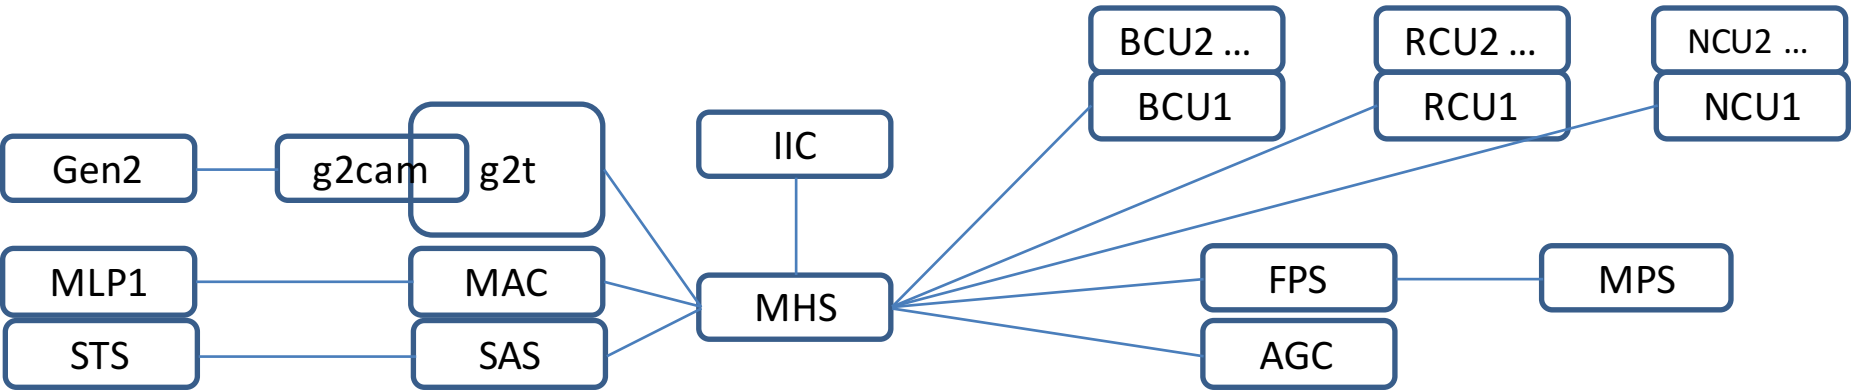 BCU2 ...
RCU2 ...
NCU2 ...
BCU1
RCU1
NCU1
IIC
Gen2
g2cam
g2t
MLP1
MAC
MHS
FPS
MPS
STS
SAS
AGC